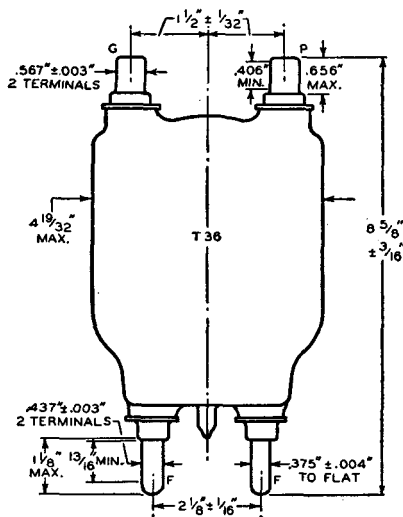 1 1/2" ± 1/32"
G
P
.567"±.003"
2 TERMINALS
.406"
MIN.
.656"
MAX.
4 19/32"
MAX.
T36
8 5/8"
± 3/16"
.437"±.003"
2 TERMINALS
1 1/8"
MAX.
13/16" MIN.
F
F
.375"±.004"
TO FLAT
2 1/8"± 1/16"